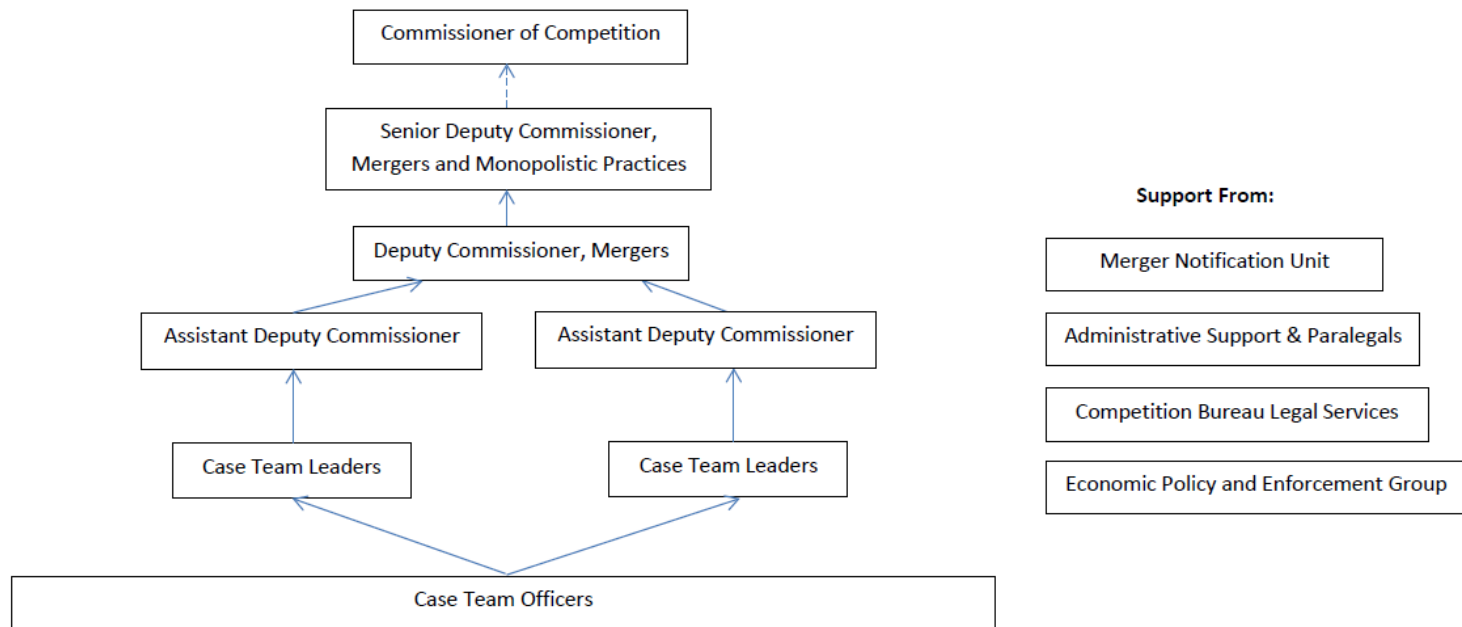 Commissioner of Competition
Senior Deputy Commissioner,
Mergers and Monopolistic Practices
Deputy Commissioner, Mergers
Assistant Deputy Commissioner
Assistant Deputy Commissioner
Case Team Leaders
Case Team Leaders
Case Team Officers
Support From:
Merger Notification Unit
Administrative Support & Paralegals
Competition Bureau Legal Services
Economic Policy and Enforcement Group